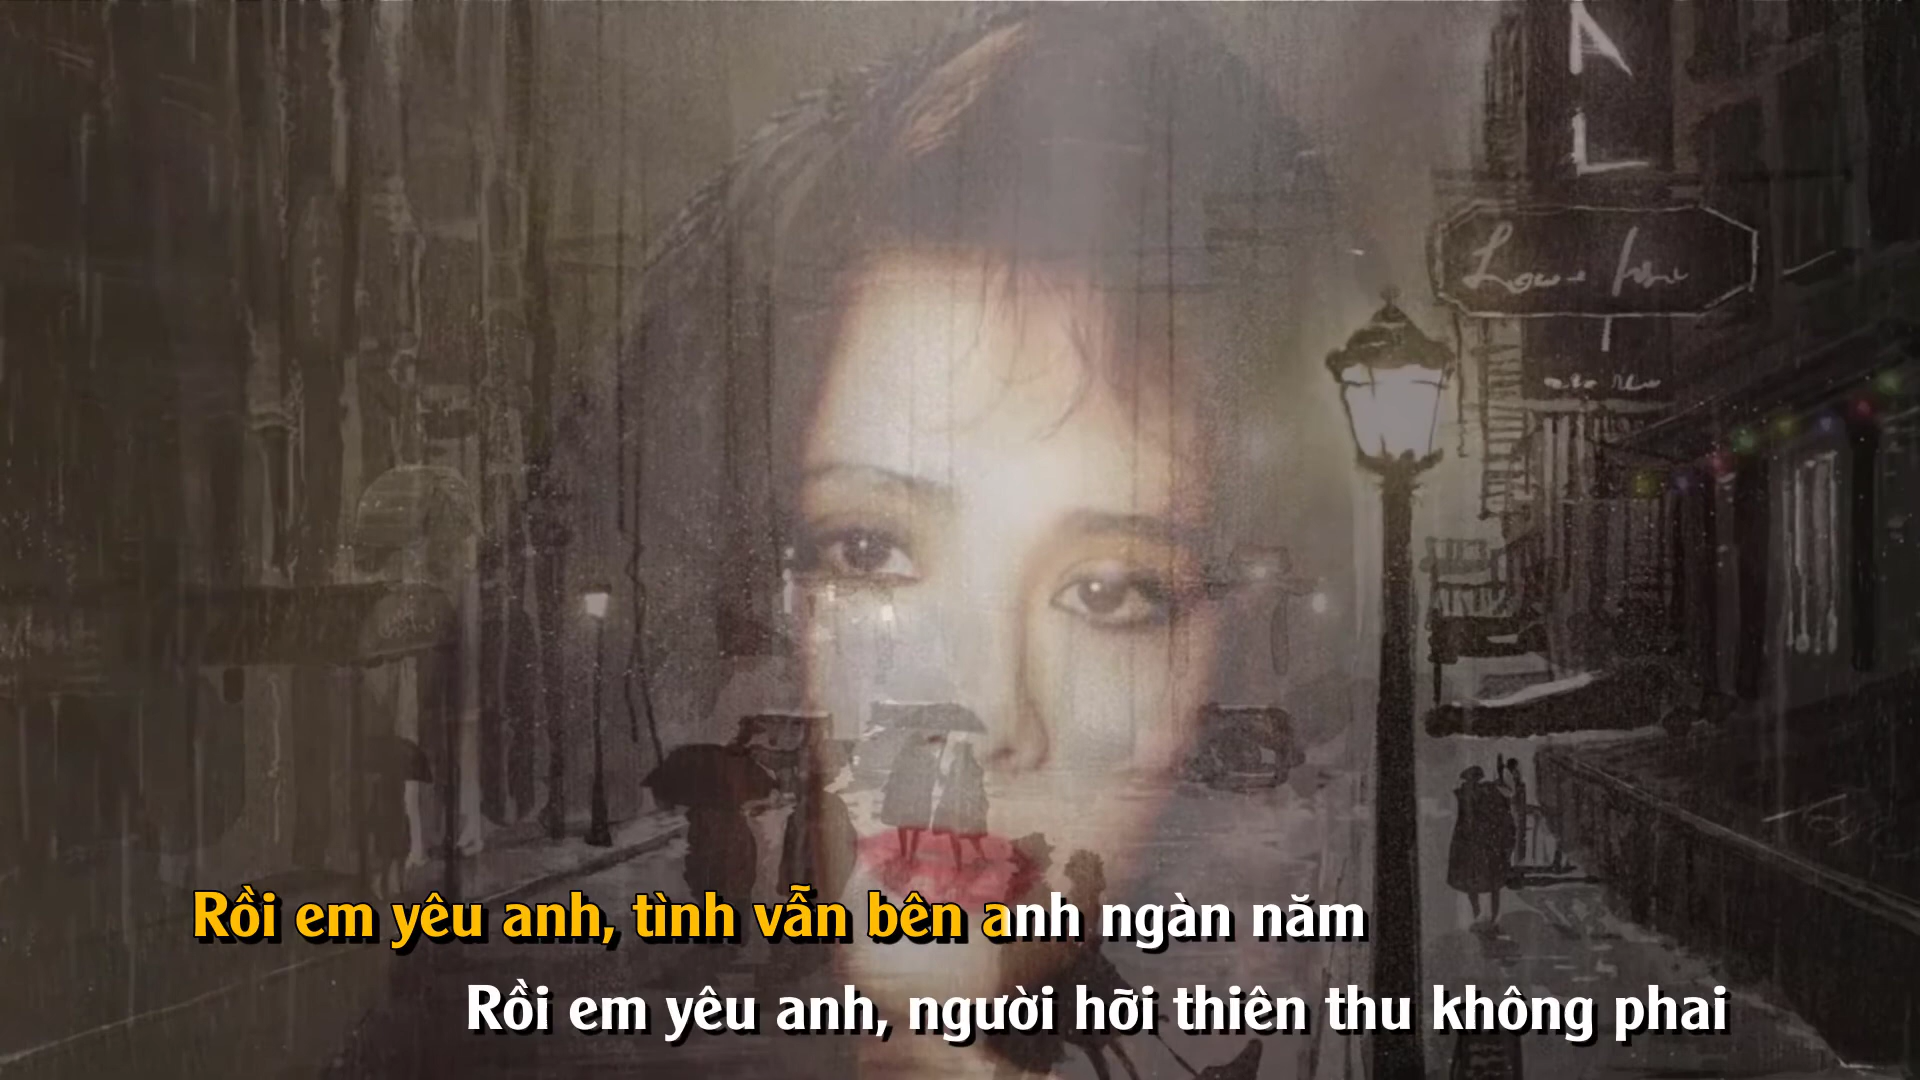 A
L
Rồi em yêu anh, tình vẫn bên anh ngàn năm
Rồi em yêu anh, người hỡi thiên thu không phai